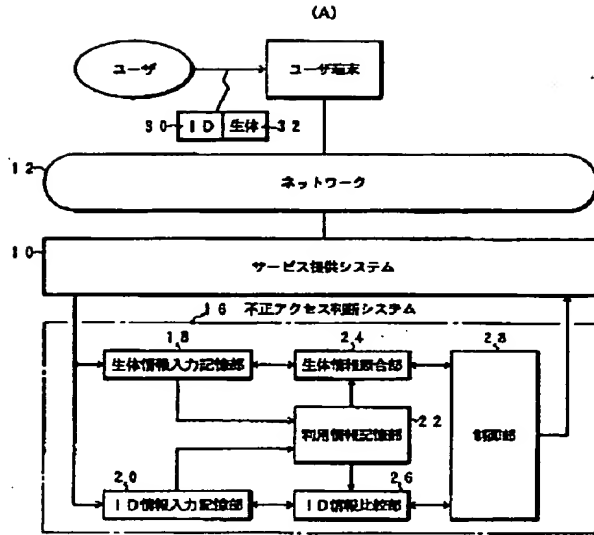 (A)
ユーザ
ユーザ端末
30 ID 生体 32
12
ネットワーク
10
サービス提供システム
16 不正アクセス判断システム
18
24
28
生体情報入力記憶部
生体情報照合部
利用情報記憶部
22
制御部
20
26
ID情報入力記憶部
ID情報比較部